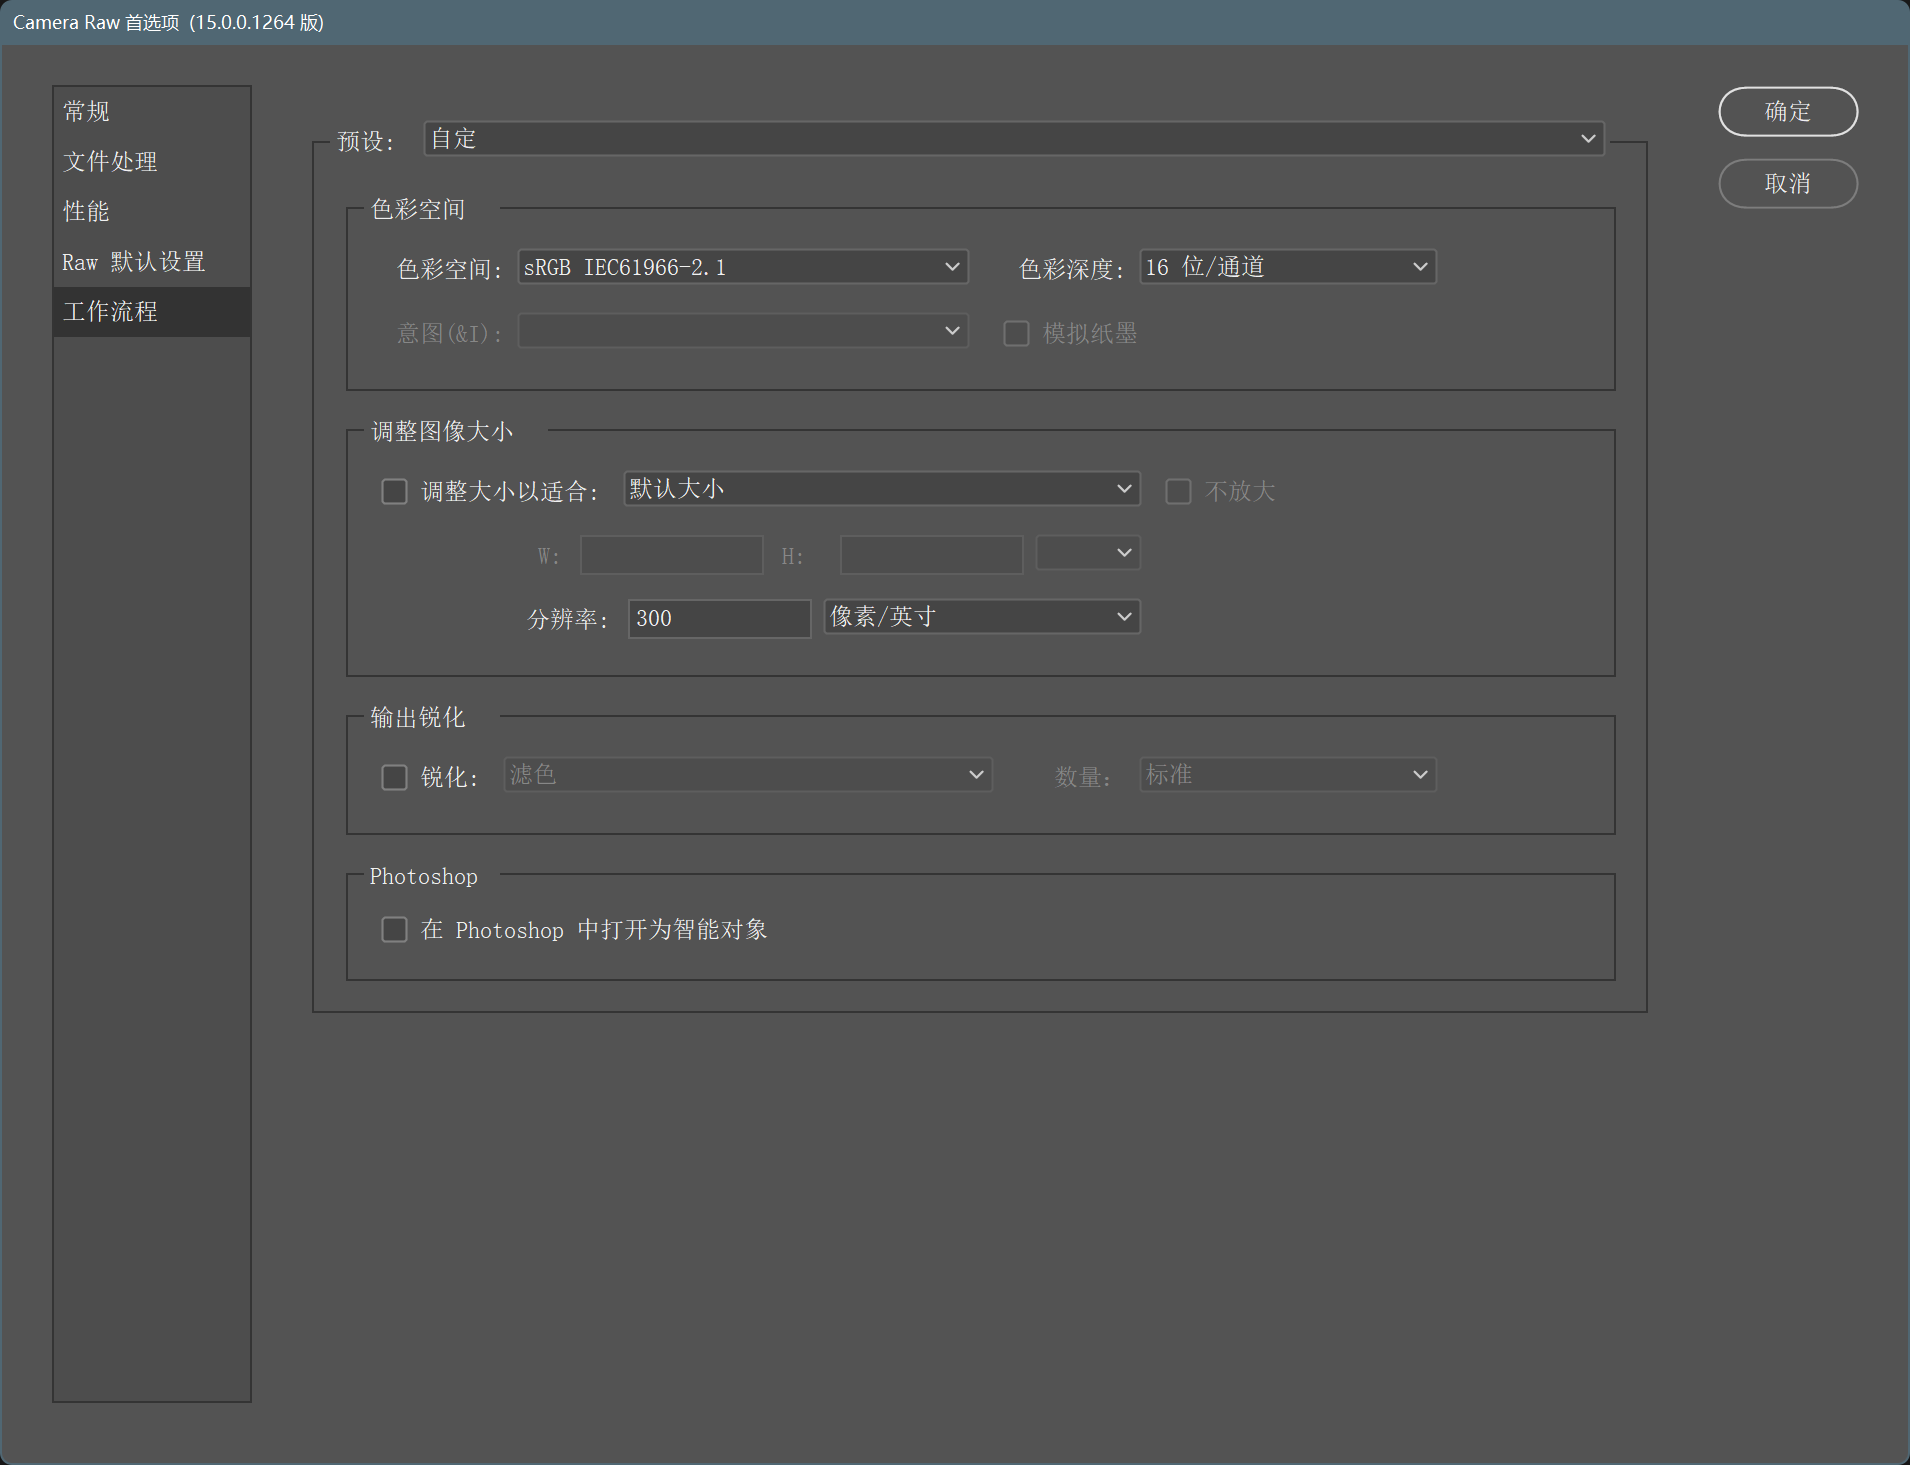 Camera Raw 首选项 (15.0.0.1264 版)
常规
文件处理
性能
Raw 默认设置
工作流程
预设: 自定
色彩空间
色彩空间: sRGB IEC61966-2.1 色彩深度: 16 位/通道
意图(&I): 模拟纸墨
调整图像大小
调整大小以适合: 默认大小 不放大
W: H:
分辨率: 300 像素/英寸
输出锐化
锐化: 滤色 数量: 标准
Photoshop
在 Photoshop 中打开为智能对象
确定
取消